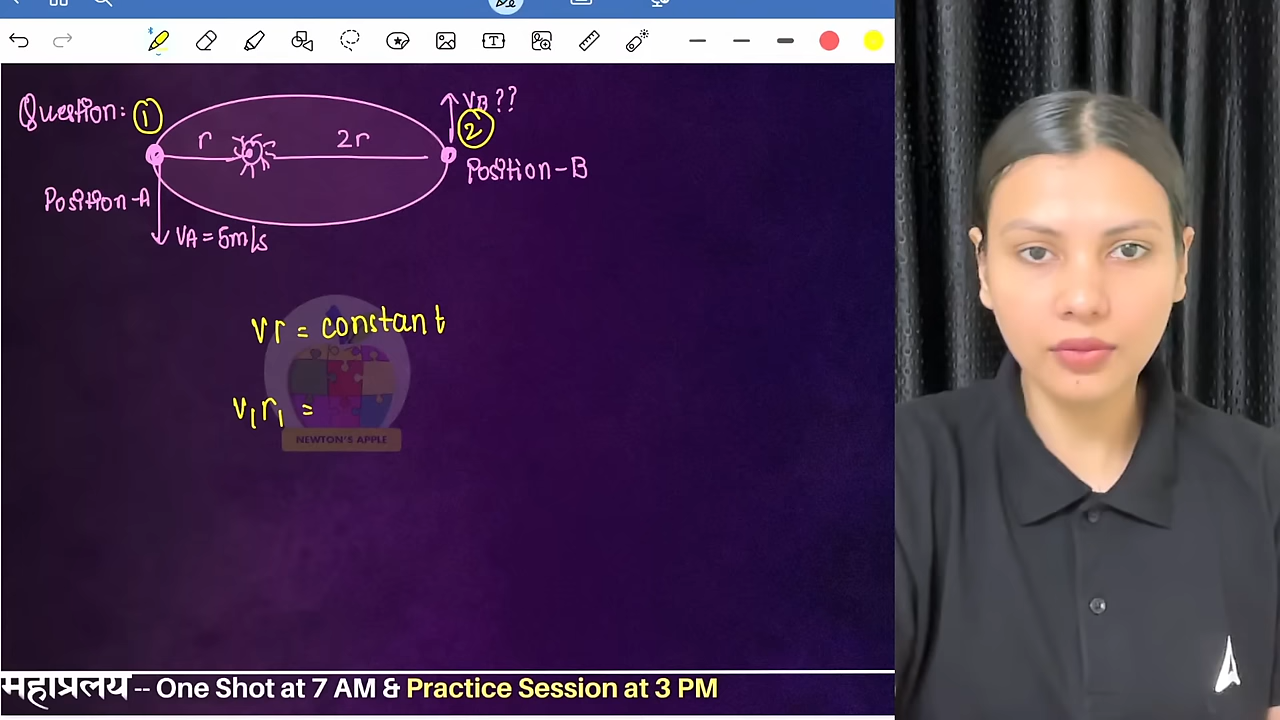 Question: ①
r
2r
VB ??
②
Position-B
Position-A
VA = 5m/s
vr = constant
v₁r₁ =
NEWTON'S APPLE
महाप्रलय -- One Shot at 7 AM & Practice Session at 3 PM